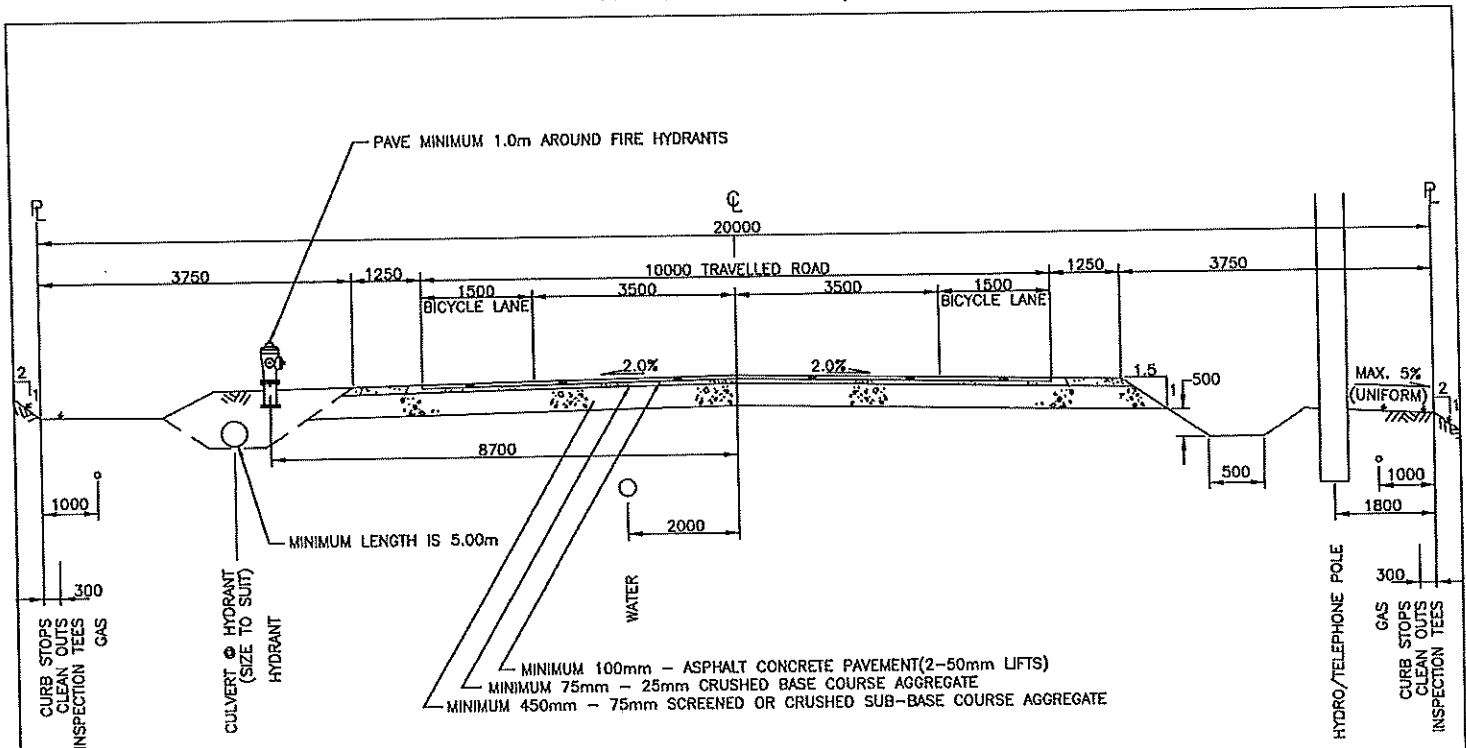 PAVE MINIMUM 1.0m AROUND FIRE HYDRANTS
PL
CL
PL
20000
3750
1250
10000 TRAVELLED ROAD
1250
3750
1500
3500
3500
1500
BICYCLE LANE
BICYCLE LANE
2
1
2.0%
2.0%
1.5
1
500
MAX. 5%
(UNIFORM)
2
1
8700
500
1000
1000
2000
1800
MINIMUM LENGTH IS 5.00m
300
300
CURB STOPS
CLEAN OUTS
INSPECTION TEES
GAS
CULVERT @ HYDRANT
(SIZE TO SUIT)
HYDRANT
WATER
HYDRO/TELEPHONE POLE
GAS
CURB STOPS
CLEAN OUTS
INSPECTION TEES
MINIMUM 100mm - ASPHALT CONCRETE PAVEMENT(2-50mm LIFTS)
MINIMUM 75mm - 25mm CRUSHED BASE COURSE AGGREGATE
MINIMUM 450mm - 75mm SCREENED OR CRUSHED SUB-BASE COURSE AGGREGATE